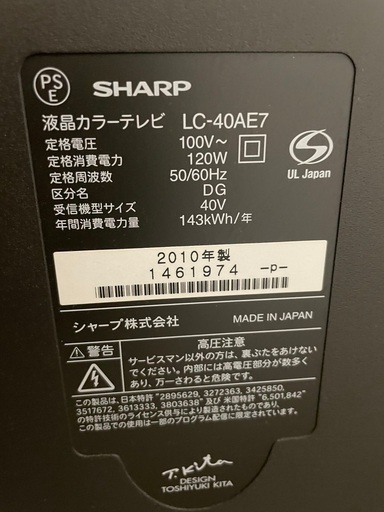 PS
E
SHARP
液晶カラーテレビ LC-40AE7
定格電圧 100V~
定格消費電力 120W
定格周波数 50/60Hz
区分名 DG
受信機型サイズ 40V
年間消費電力量 143kWh/年
S
UL Japan
2010年製
1461974 -p-
シャープ株式会社 MADE IN JAPAN
警告 高圧注意
サービスマン以外の方は、裏ぶたをあけない
でください。内部には高電圧部分が数多く
あり、万一さわると危険です。
この製品は、日本特許 "2895629, 3272363, 3425850,
3517672, 3613333, 3803638" 及び 米国特許 "6,501,842"
の特許技術のライセンス供与により製造されたものであり、
この製品での使用は一部のプログラム配信に限定されています。
T. Kita
DESIGN
TOSHIYUKI KITA